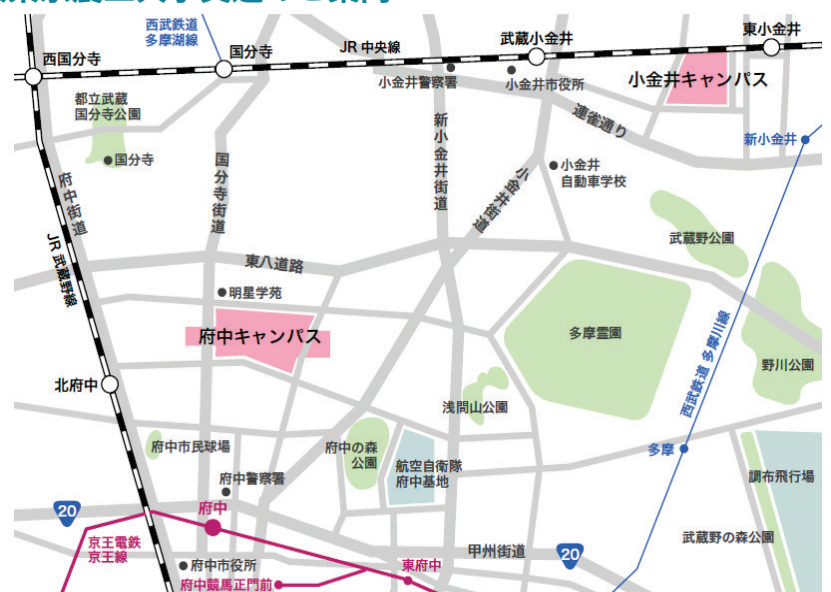 西武鉄道
多摩湖線
国分寺
JR 中央線
武蔵小金井
東小金井
西国分寺
小金井警察署
小金井市役所
小金井キャンパス
都立武蔵
国分寺公園
新小金井街道
連雀通り
新小金井
国分寺
府中街道
国分寺街道
小金井街道
小金井
自動車学校
JR 武蔵野線
東八道路
武蔵野公園
明星学苑
府中キャンパス
多摩霊園
西武鉄道 多摩川線
野川公園
北府中
浅間山公園
府中市民球場
府中の森
公園
航空自衛隊
府中基地
多摩
調布飛行場
府中警察署
20
府中
京王電鉄
京王線
甲州街道
20
武蔵野の森公園
府中市役所
東府中
府中競馬正門前